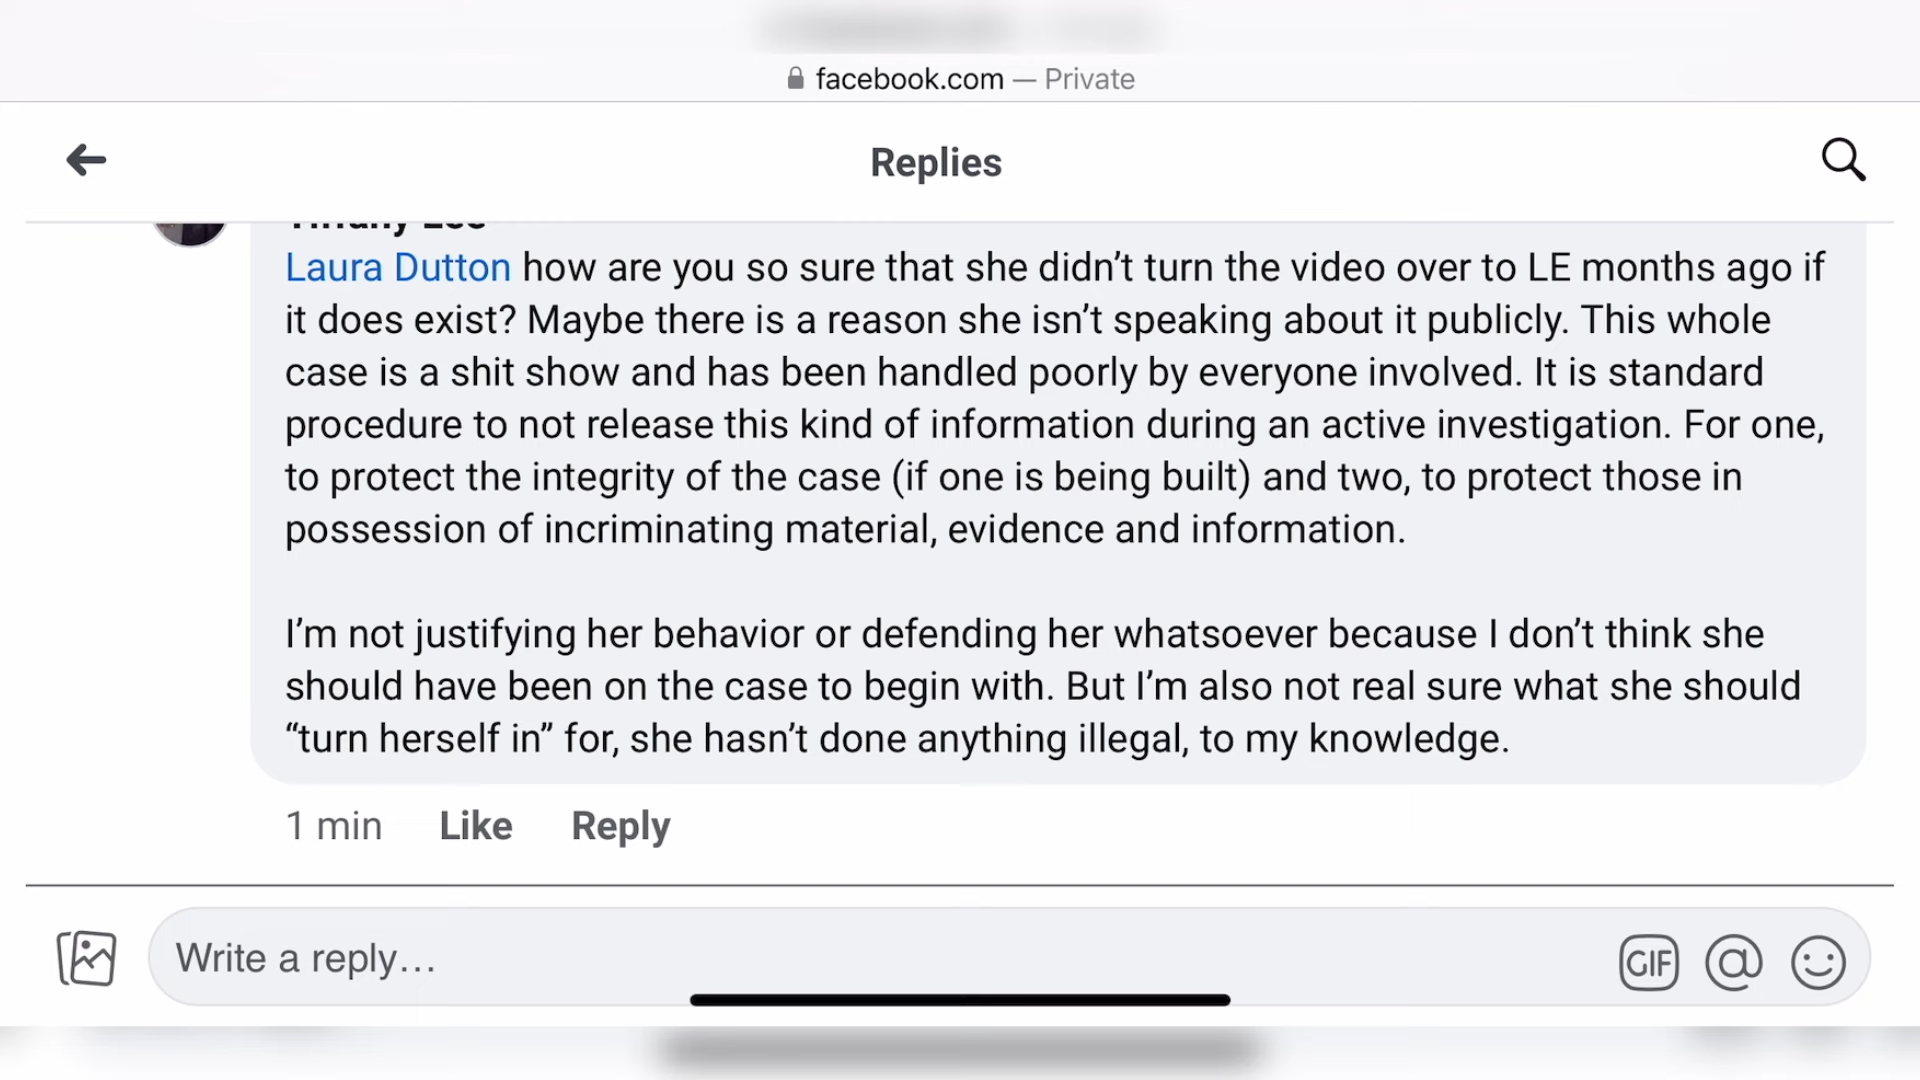 facebook.com — Private
Replies
Tiffany Lee
Laura Dutton how are you so sure that she didn’t turn the video over to LE months ago if
it does exist? Maybe there is a reason she isn’t speaking about it publicly. This whole
case is a shit show and has been handled poorly by everyone involved. It is standard
procedure to not release this kind of information during an active investigation. For one,
to protect the integrity of the case (if one is being built) and two, to protect those in
possession of incriminating material, evidence and information.
I’m not justifying her behavior or defending her whatsoever because I don’t think she
should have been on the case to begin with. But I’m also not real sure what she should
“turn herself in” for, she hasn’t done anything illegal, to my knowledge.
1 min Like Reply
Write a reply…
GIF @